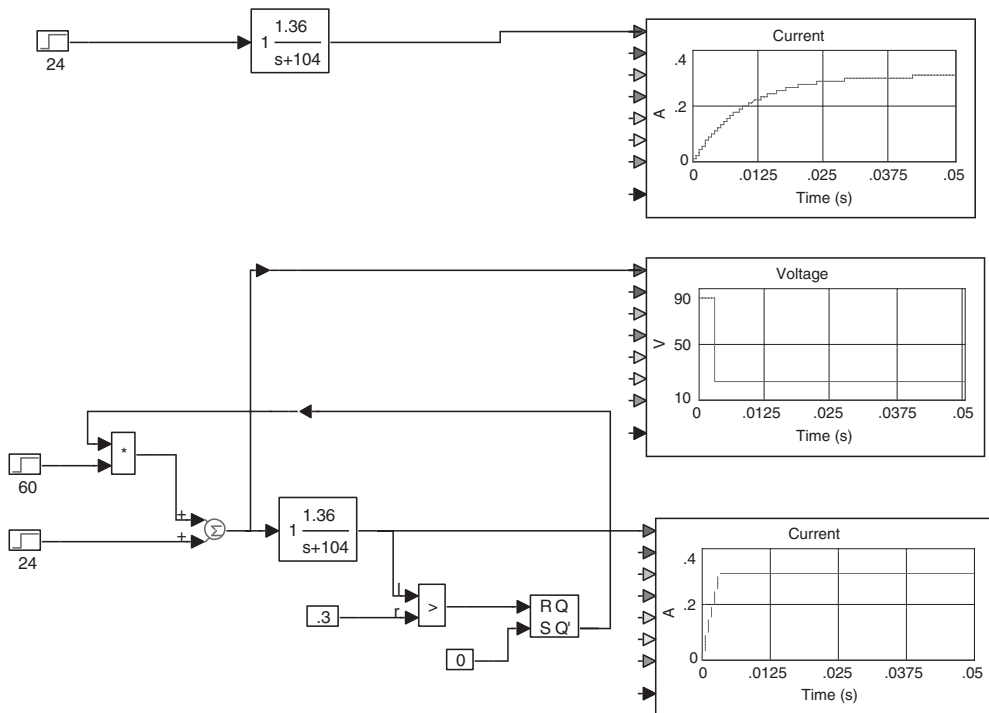 24
1 1.36
s+104
Current
.4
.2
0
A
0 .0125 .025 .0375 .05
Time (s)
Voltage
90
50
10
V
0 .0125 .025 .0375 .05
Time (s)
*
60
+
+
Σ
24
1 1.36
s+104
l
r
>
.3
R Q
S Q'
0
Current
.4
.2
0
A
0 .0125 .025 .0375 .05
Time (s)